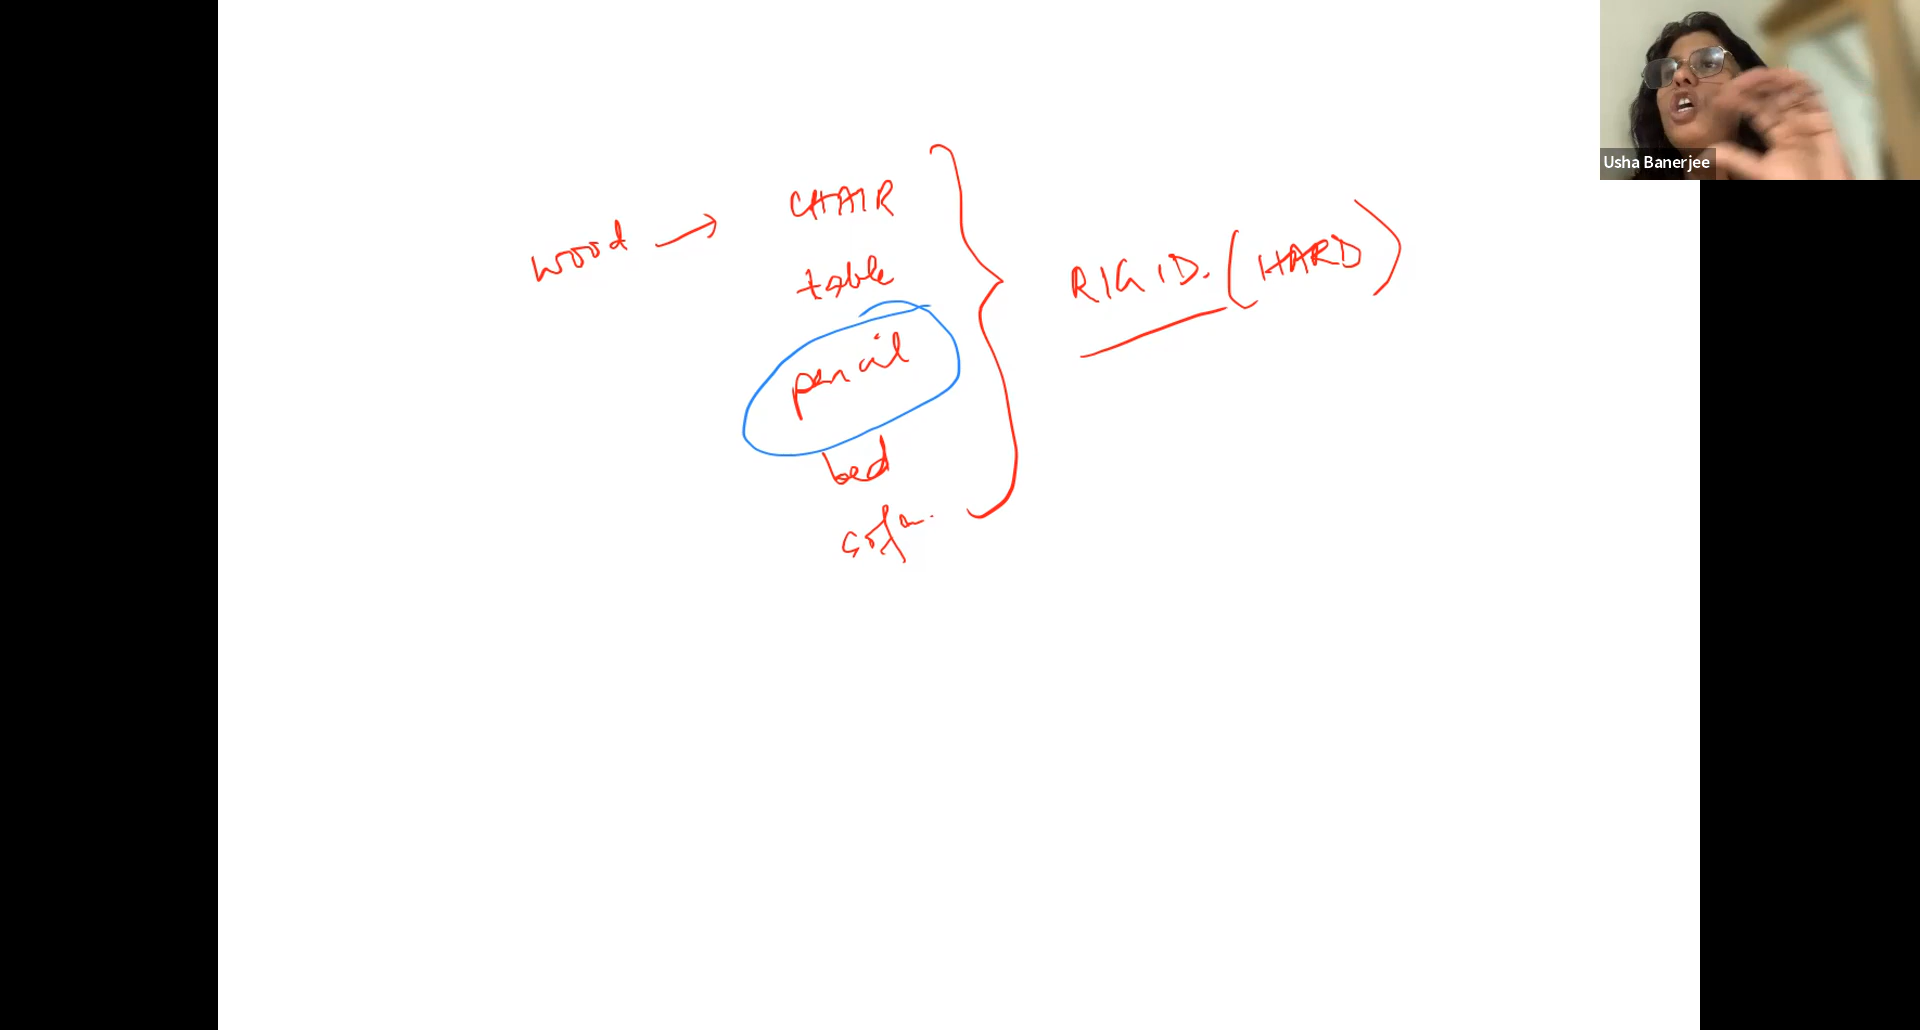 Usha Banerjee
wood → CHAIR
table
pencil
bed
sofa.
RIGID. (HARD)